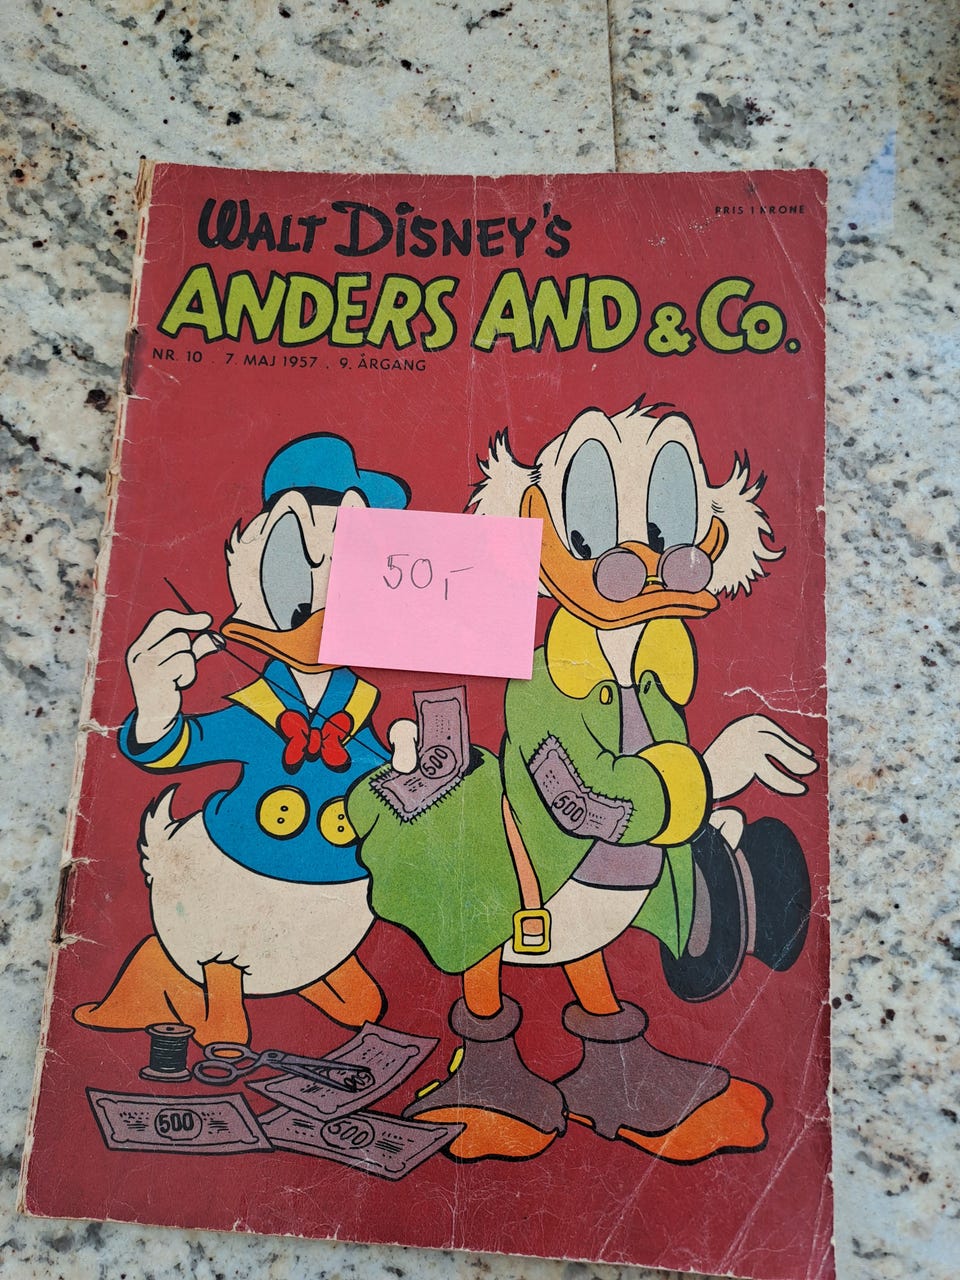 WALT DISNEY'S
PRIS 1 KRONE
ANDERS AND & CO.
NR. 10 . 7. MAJ 1957 . 9. ÅRGANG
50,-
500
500
500
500
500